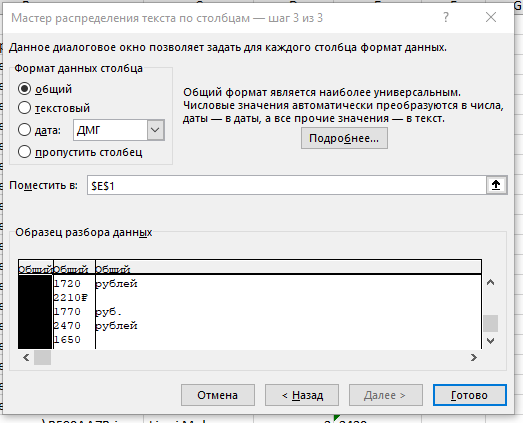 G
Мастер распределения текста по столбцам — шаг 3 из 3
Данное диалоговое окно позволяет задать для каждого столбца формат данных.
Формат данных столбца
общий
текстовый
дата: ДМГ
пропустить столбец
Общий формат является наиболее универсальным.
Числовые значения автоматически преобразуются в числа,
даты — в даты, а все прочие значения — в текст.
Подробнее...
Поместить в: $E$1
Образец разбора данных
Общий Общий Общий
1720 рублей
2210₽
1770 руб.
2470 рублей
1650
Отмена < Назад Далее > Готово